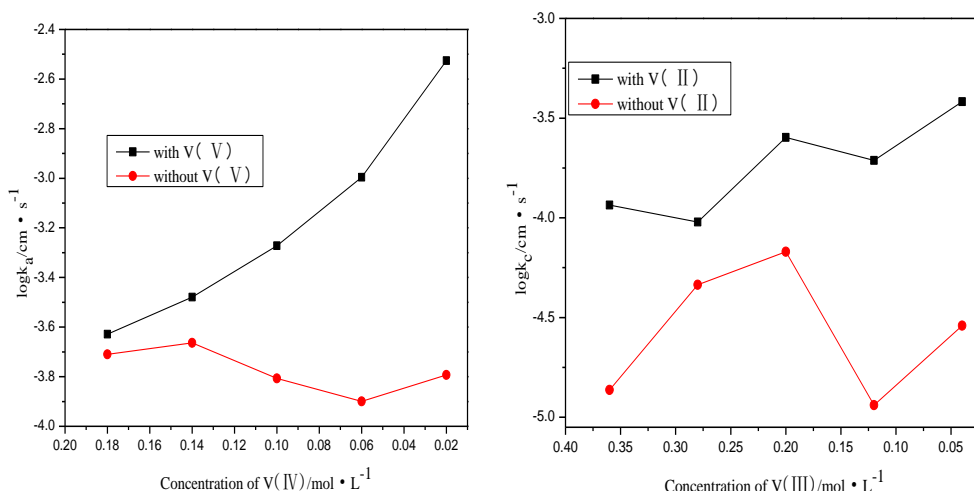 -2.4
-2.6
-2.8
-3.0
-3.2
-3.4
-3.6
-3.8
-4.0
logkₐ/cm • s⁻¹
with V( Ⅴ)
without V( Ⅴ)
0.20 0.18 0.16 0.14 0.12 0.10 0.08 0.06 0.04 0.02
Concentration of V(Ⅳ)/mol • L⁻¹
-3.0
-3.5
-4.0
-4.5
-5.0
logk_c/cm • s⁻¹
with V( Ⅱ)
without V( Ⅱ)
0.40 0.35 0.30 0.25 0.20 0.15 0.10 0.05
Concentration of V(Ⅲ)/mol • L⁻¹